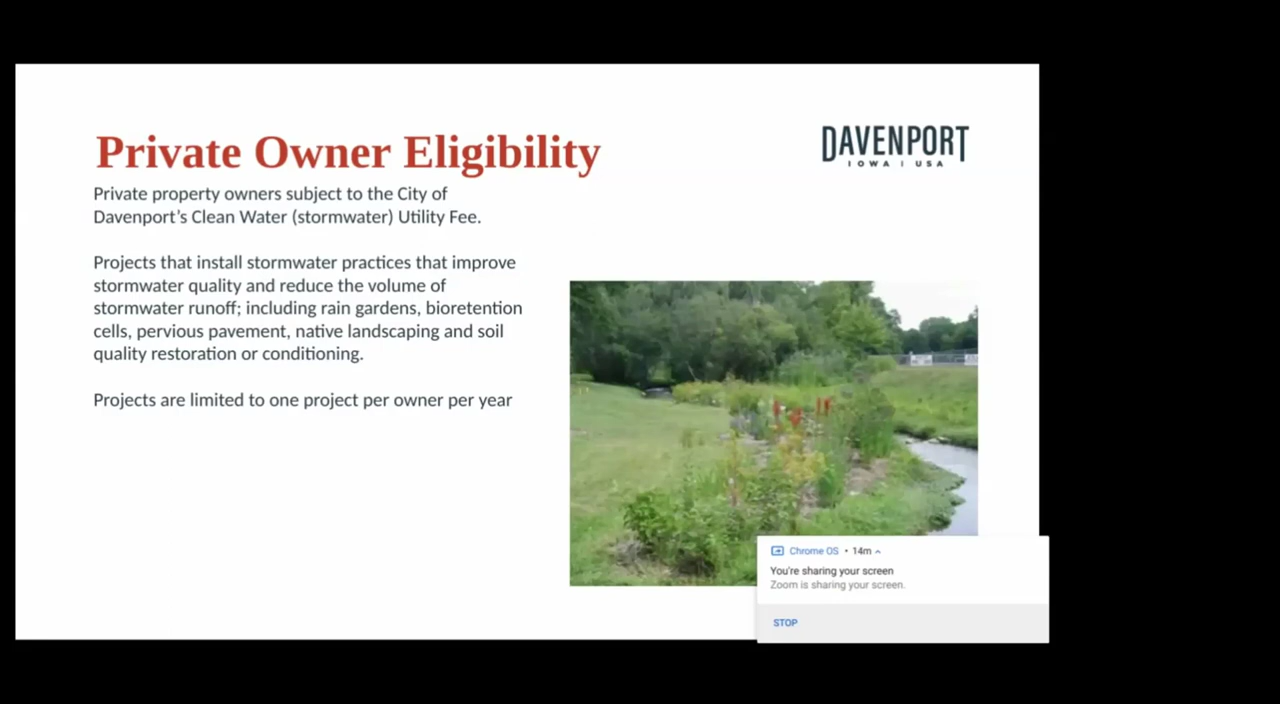 Private Owner Eligibility
DAVENPORT
IOWA | USA
Private property owners subject to the City of
Davenport’s Clean Water (stormwater) Utility Fee.
Projects that install stormwater practices that improve
stormwater quality and reduce the volume of
stormwater runoff; including rain gardens, bioretention
cells, pervious pavement, native landscaping and soil
quality restoration or conditioning.
Projects are limited to one project per owner per year
Chrome OS • 14m
You're sharing your screen
Zoom is sharing your screen.
STOP